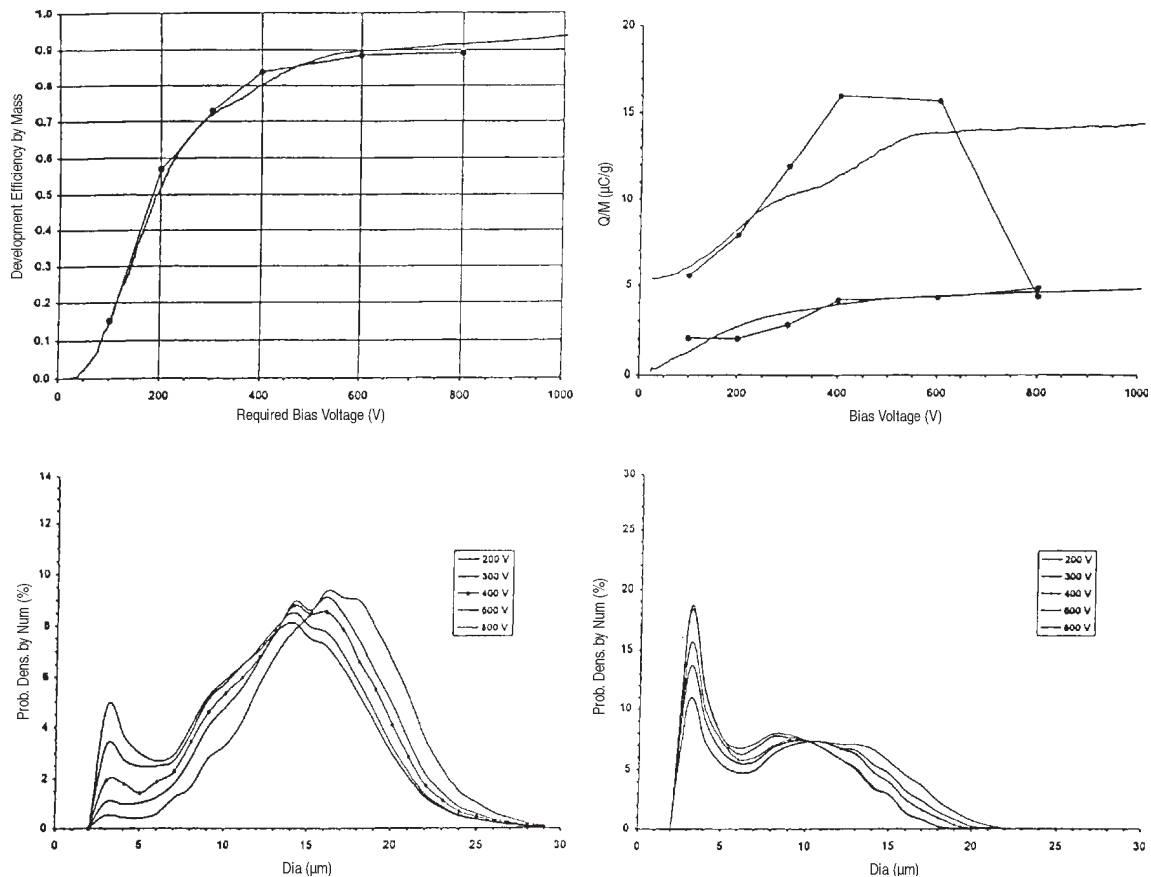 1.0
0.9
0.8
0.7
0.6
0.5
0.4
0.3
0.2
0.1
0.0
Development Efficiency by Mass
0 200 400 600 800 1000
Required Bias Voltage (V)
20
15
10
5
0
Q/M (µC/g)
0 200 400 600 800 1000
Bias Voltage (V)
14
12
10
8
6
4
2
0
Prob. Dens. by Num (%)
200 V
300 V
400 V
600 V
800 V
0 5 10 15 20 25 30
Dia (µm)
30
25
20
15
10
5
0
Prob. Dens. by Num (%)
200 V
300 V
400 V
600 V
800 V
0 5 10 15 20 25 30
Dia (µm)